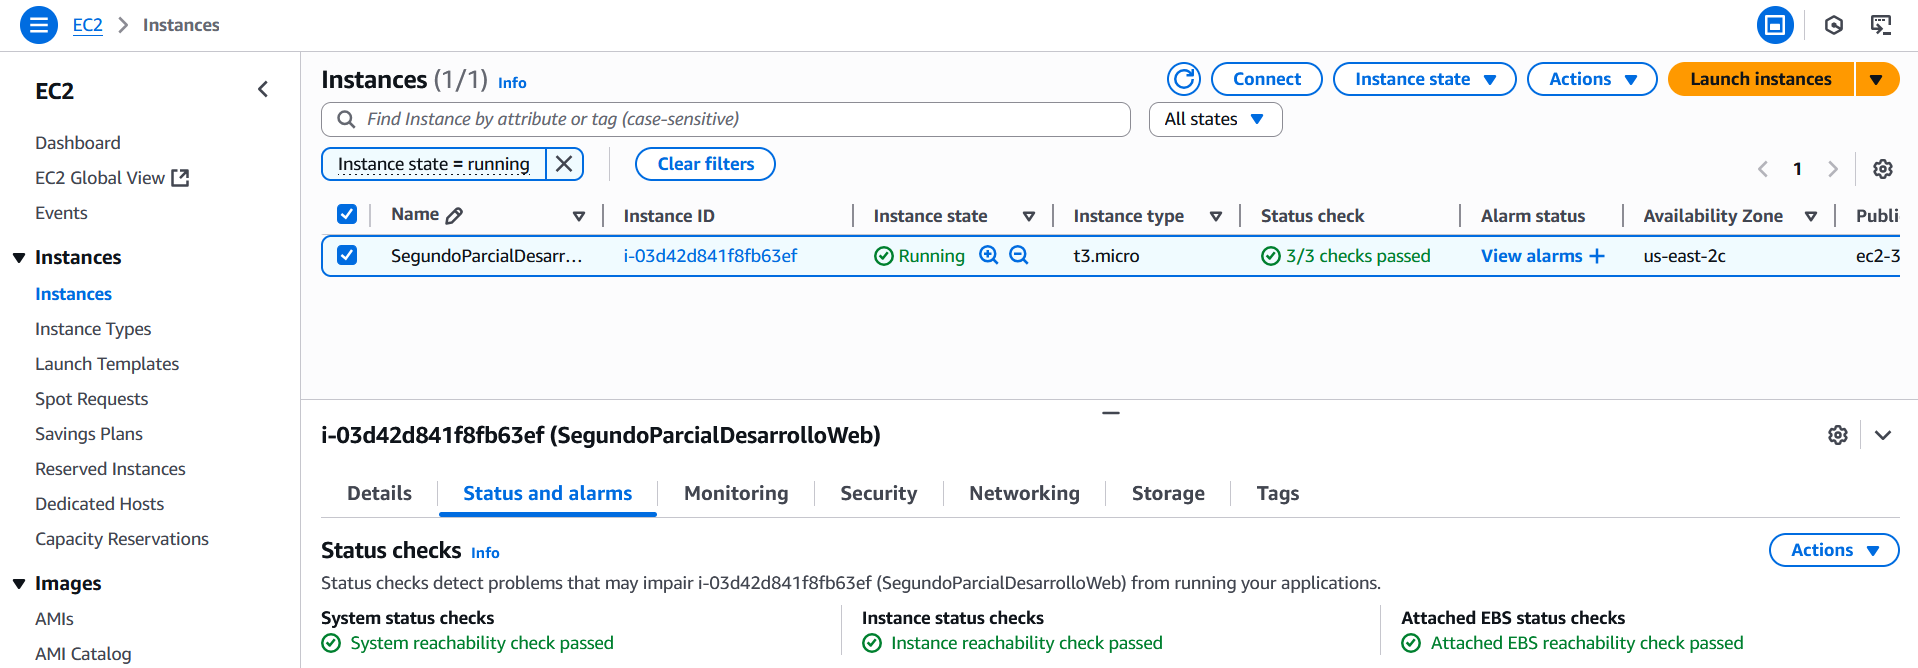 EC2 > Instances
EC2
Dashboard
EC2 Global View
Events
Instances
Instances
Instance Types
Launch Templates
Spot Requests
Savings Plans
Reserved Instances
Dedicated Hosts
Capacity Reservations
Images
AMIs
AMI Catalog
Instances (1/1) Info
Connect
Instance state
Actions
Launch instances
Find Instance by attribute or tag (case-sensitive)
All states
Instance state = running
Clear filters
1
Name Instance ID Instance state Instance type Status check Alarm status Availability Zone Publi
SegundoParcialDesarr... i-03d42d841f8fb63ef Running t3.micro 3/3 checks passed View alarms + us-east-2c ec2-3
i-03d42d841f8fb63ef (SegundoParcialDesarrolloWeb)
Details Status and alarms Monitoring Security Networking Storage Tags
Status checks Info
Actions
Status checks detect problems that may impair i-03d42d841f8fb63ef (SegundoParcialDesarrolloWeb) from running your applications.
System status checks
System reachability check passed
Instance status checks
Instance reachability check passed
Attached EBS status checks
Attached EBS reachability check passed